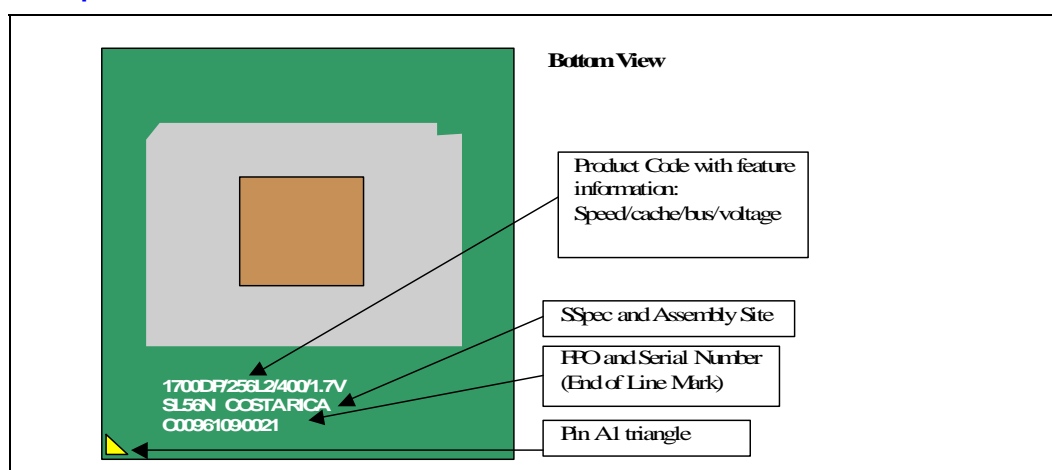 Bottom View
Product Code with feature
information:
Speed/cache/bus/voltage
SSpec and Assembly Site
FPO and Serial Number
(End of Line Mark)
Pin A1 triangle
1700DP/256L2/400/1.7V
SL56N COSTARICA
C00961090021